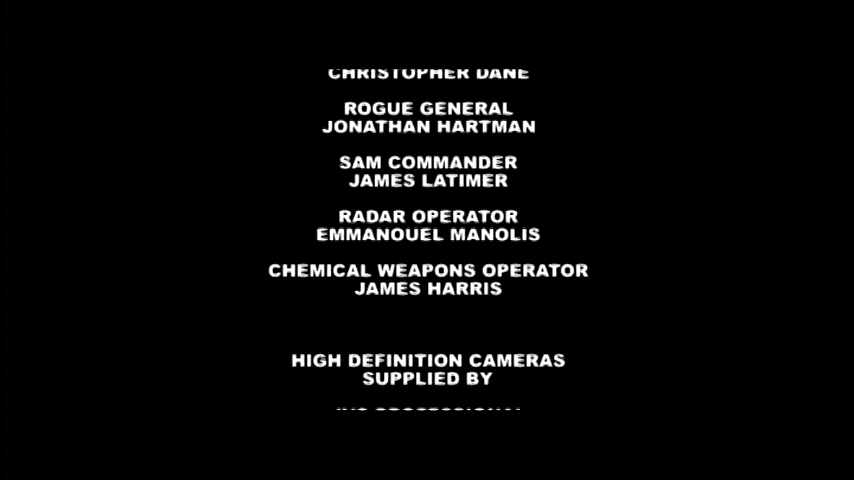 CHRISTOPHER DANE
ROGUE GENERAL
JONATHAN HARTMAN
SAM COMMANDER
JAMES LATIMER
RADAR OPERATOR
EMMANOUEL MANOLIS
CHEMICAL WEAPONS OPERATOR
JAMES HARRIS
HIGH DEFINITION CAMERAS
SUPPLIED BY